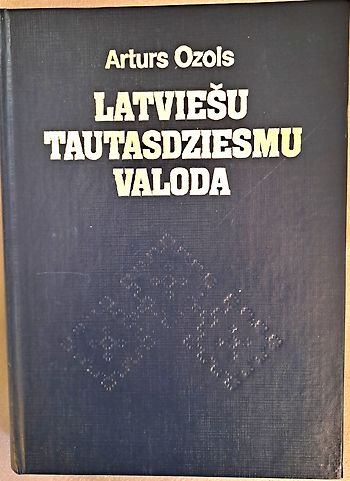 Arturs Ozols
LATVIEŠU
TAUTASDZIESMU
VALODA